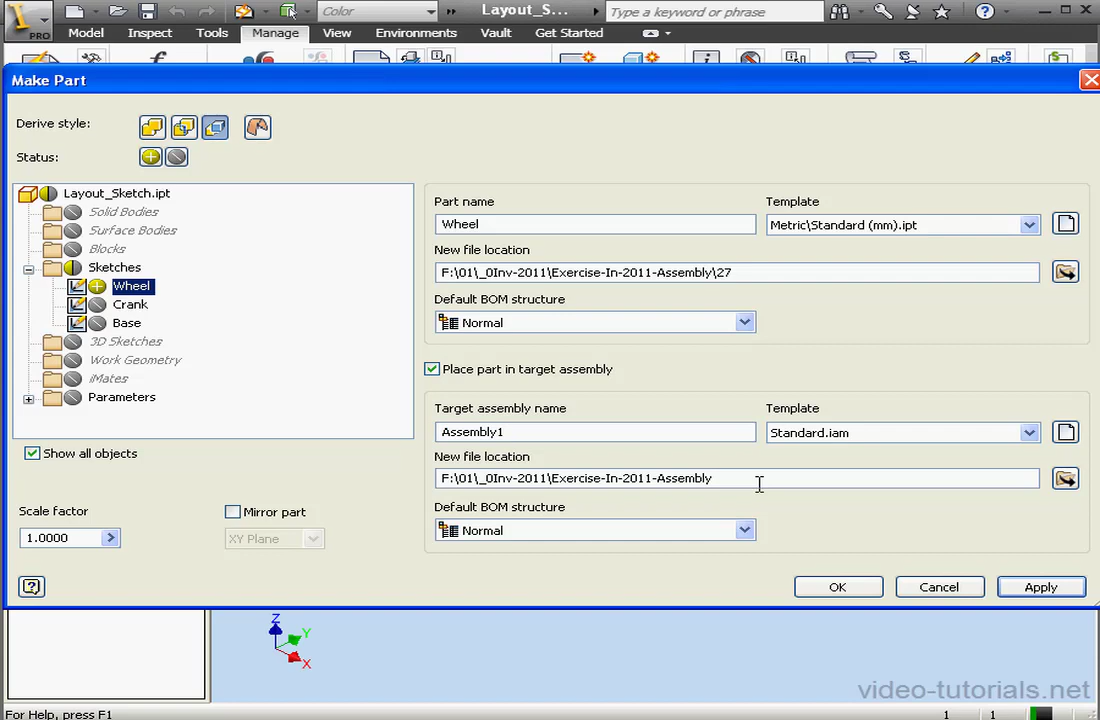 PRO
Color
Layout_S...
Type a keyword or phrase
Model
Inspect
Tools
Manage
View
Environments
Vault
Get Started
Make Part
Derive style:
Status:
Layout_Sketch.ipt
Solid Bodies
Surface Bodies
Blocks
Sketches
Wheel
Crank
Base
3D Sketches
Work Geometry
iMates
Parameters
Show all objects
Scale factor
1.0000
Mirror part
XY Plane
Part name
Template
Wheel
Metric\Standard (mm).ipt
New file location
F:\01\_0Inv-2011\Exercise-In-2011-Assembly\27
Default BOM structure
Normal
Place part in target assembly
Target assembly name
Template
Assembly1
Standard.iam
New file location
F:\01\_0Inv-2011\Exercise-In-2011-Assembly
Default BOM structure
Normal
OK
Cancel
Apply
Z
Y
X
video-tutorials.net
For Help, press F1
1
1